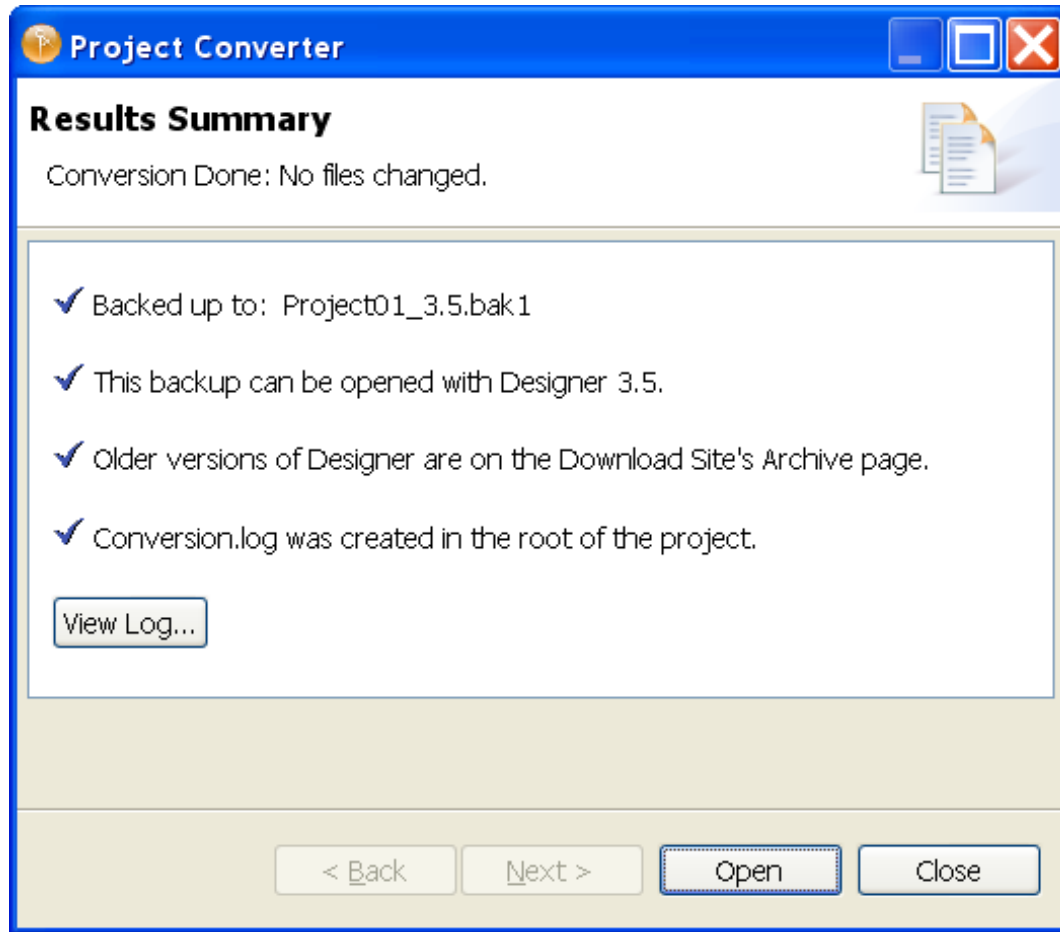 Project Converter
Results Summary
Conversion Done: No files changed.
Backed up to: Project01_3.5.bak1
This backup can be opened with Designer 3.5.
Older versions of Designer are on the Download Site's Archive page.
Conversion.log was created in the root of the project.
View Log...
< Back Next > Open Close